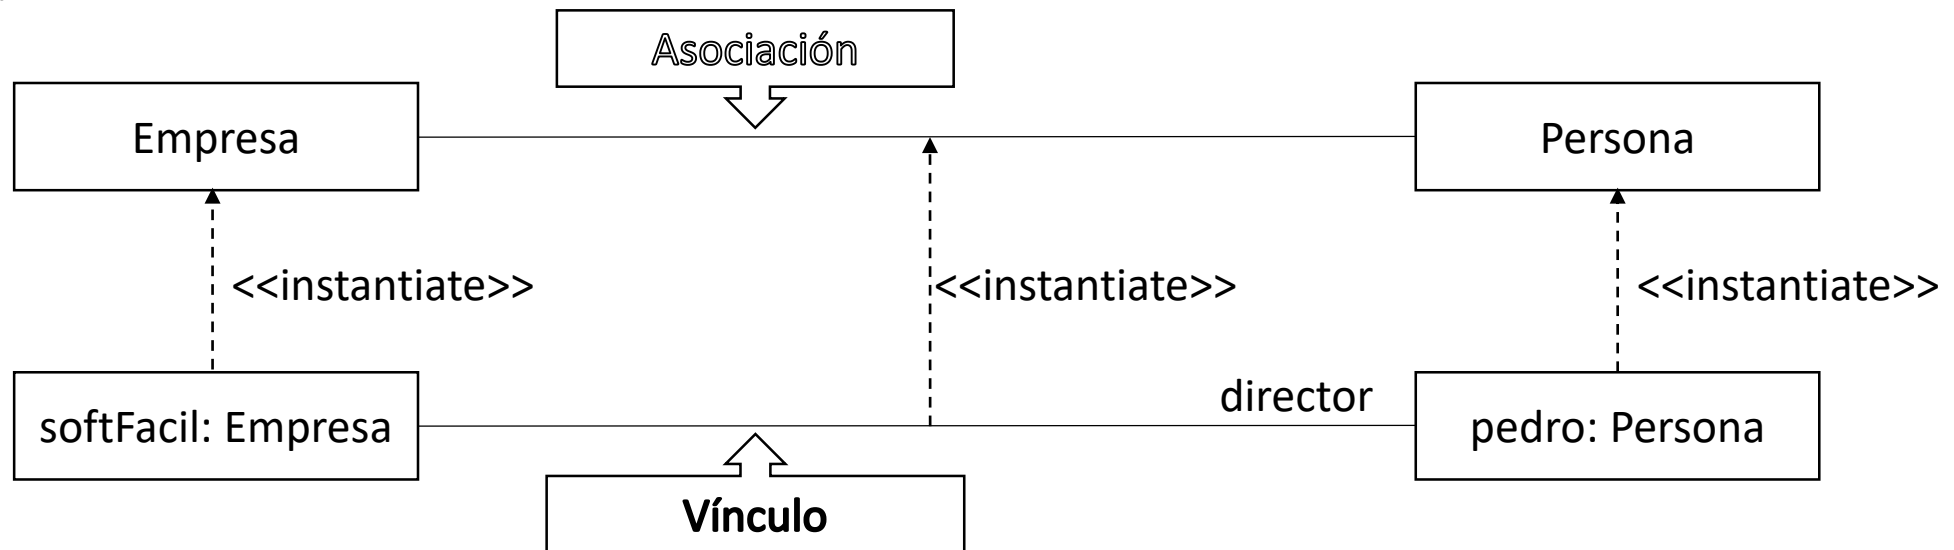 Asociación
Empresa
Persona
<<instantiate>>
<<instantiate>>
<<instantiate>>
director
softFacil: Empresa
pedro: Persona
Vínculo